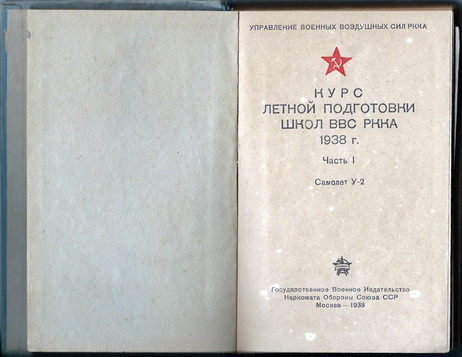 УПРАВЛЕНИЕ ВОЕННЫХ ВОЗДУШНЫХ СИЛ РККА
КУРС
ЛЕТНОЙ ПОДГОТОВКИ
ШКОЛ ВВС РККА
1938 г.
Часть I
Самолет У-2
Государственное Военное Издательство
Наркомата Обороны Союза ССР
Москва — 1938